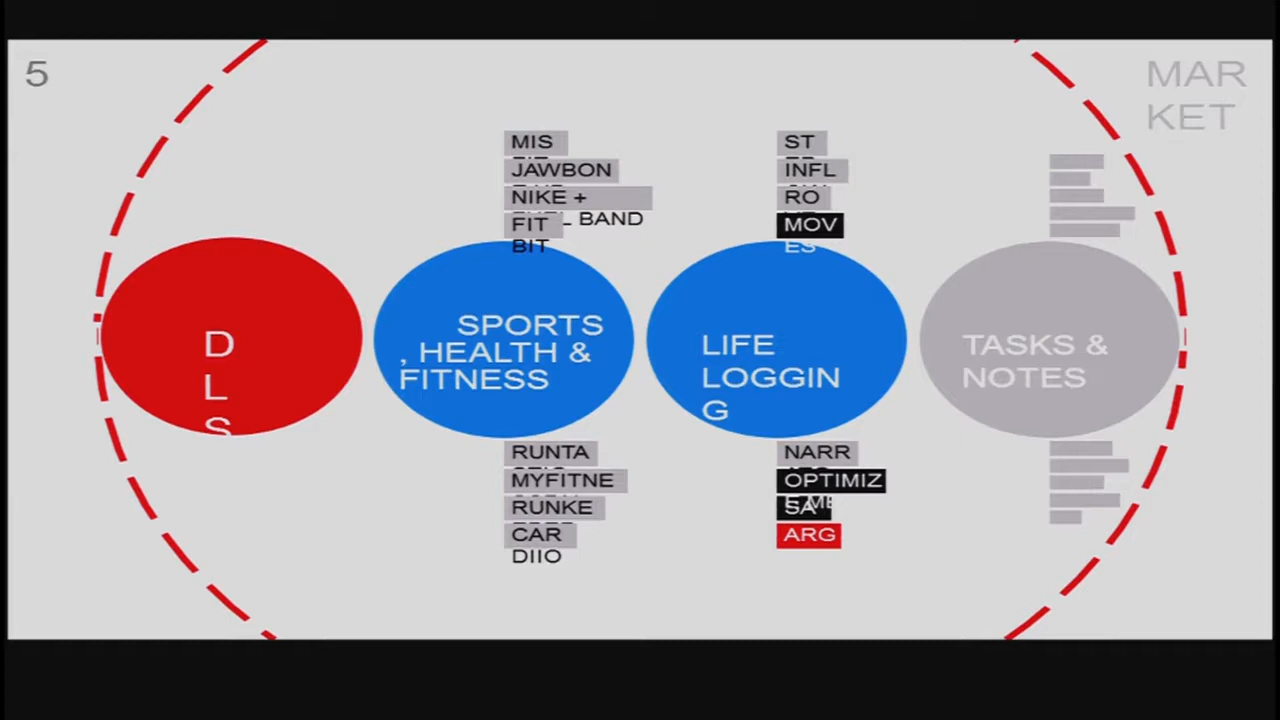 5
MAR
KET
MIS
JAWBON
NIKE +
BAND
FIT
BIT
ST
INFL
RO
MOV
ES
D
L
S
SPORTS
, HEALTH &
FITNESS
LIFE
LOGGIN
G
TASKS &
NOTES
RUNTA
MYFITNE
RUNKE
CAR
DIIO
NARR
OPTIMIZ
SA
ARG